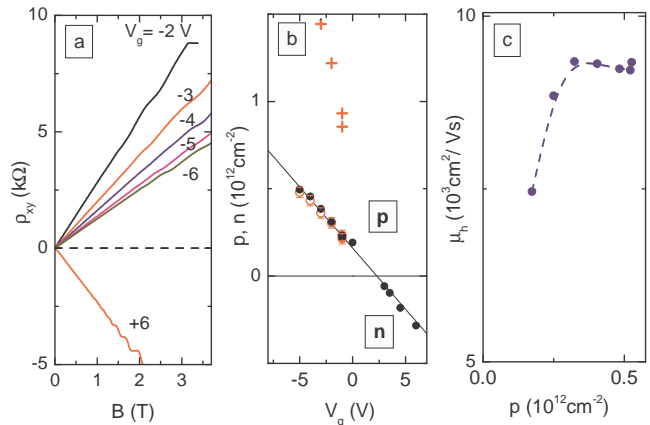 a
V_g = -2 V
-3
-4
-5
-6
+6
10
5
0
-5
0
1
2
3
ρ_xy (kΩ)
B (T)
b
p
n
1
0
-5
0
5
p, n (10^12 cm^-2)
V_g (V)
c
10
5
0.0
0.5
μ_h (10^3 cm^2/ Vs)
p (10^12 cm^-2)